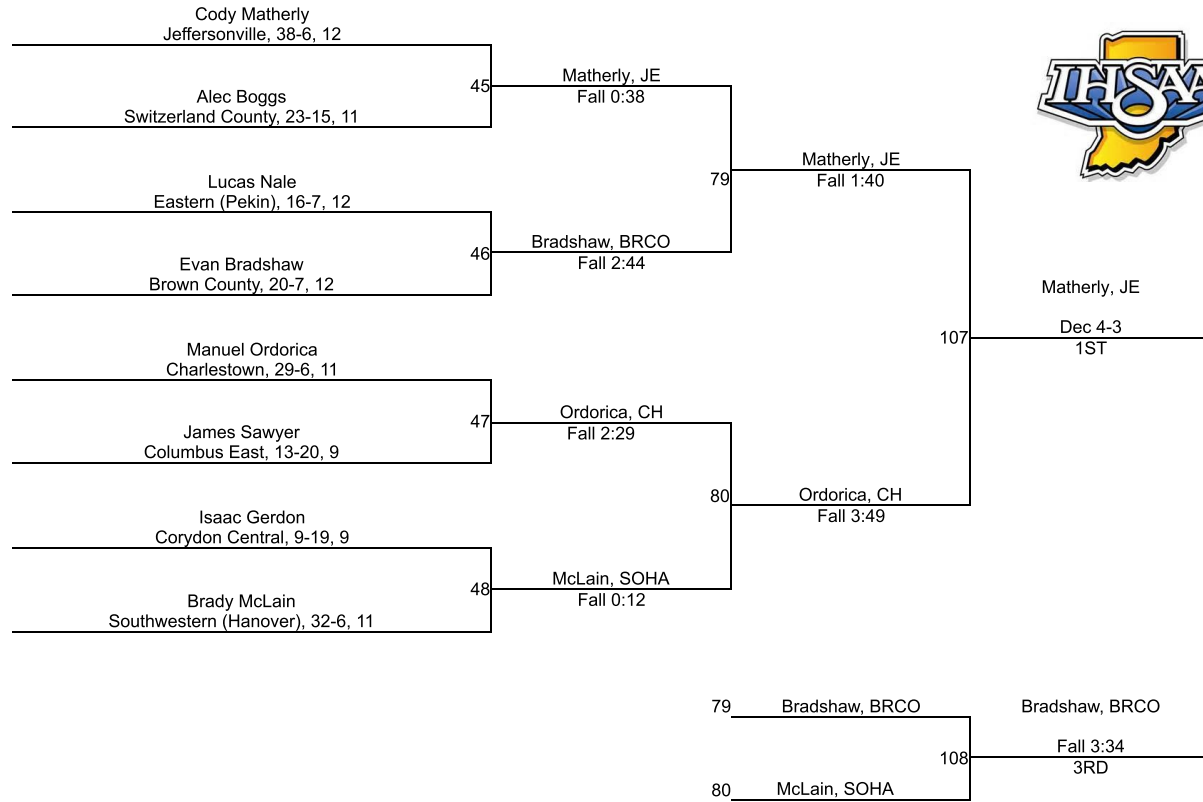 Cody Matherly
Jeffersonville, 38-6, 12
45
Matherly, JE
Fall 0:38
Alec Boggs
Switzerland County, 23-15, 11
79
Matherly, JE
Fall 1:40
Lucas Nale
Eastern (Pekin), 16-7, 12
46
Bradshaw, BRCO
Fall 2:44
Evan Bradshaw
Brown County, 20-7, 12
IHSAA
107
Matherly, JE
Dec 4-3
1ST
Manuel Ordorica
Charlestown, 29-6, 11
47
Ordorica, CH
Fall 2:29
James Sawyer
Columbus East, 13-20, 9
80
Ordorica, CH
Fall 3:49
Isaac Gerdon
Corydon Central, 9-19, 9
48
McLain, SOHA
Fall 0:12
Brady McLain
Southwestern (Hanover), 32-6, 11
79
Bradshaw, BRCO
108
Bradshaw, BRCO
Fall 3:34
3RD
80
McLain, SOHA